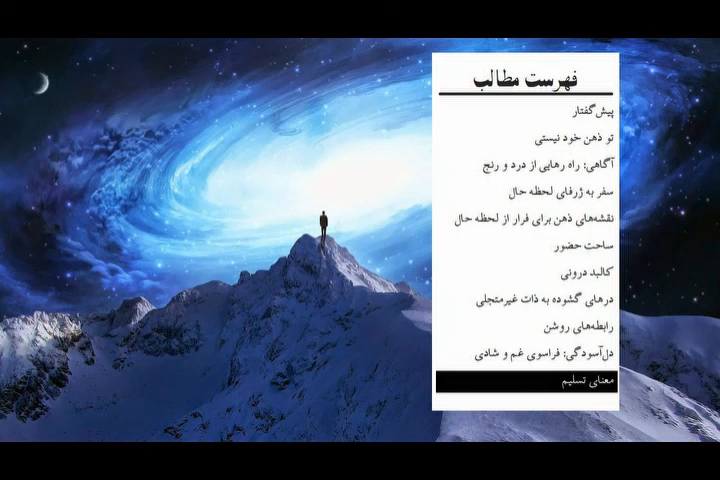 فهرست مطالب
پیش‌گفتار
تو ذهن خود نیستی
آگاهی: راه رهایی از درد و رنج
سفر به ژرفای لحظه حال
نقشه‌های ذهن برای فرار از لحظه حال
ساحت حضور
کالبد درونی
درهای گشوده به ذات غیرمتجلی
رابطه‌های روشن
دل‌آسودگی: فراسوی غم و شادی
معنای تسلیم